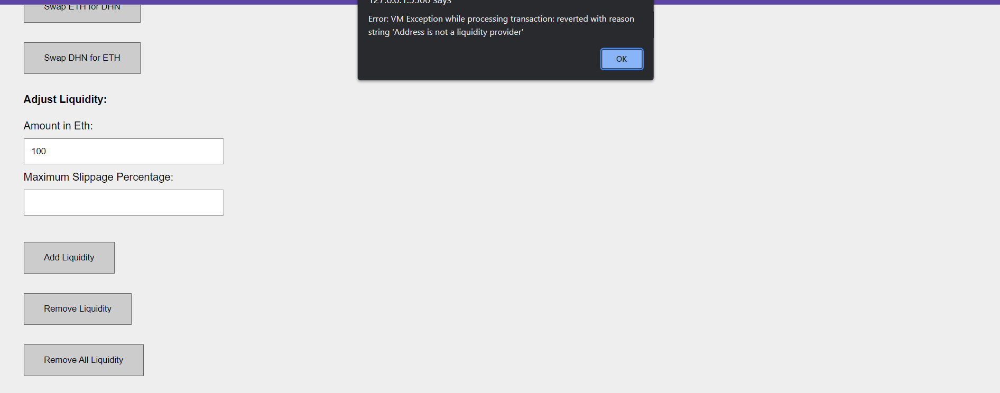 127.0.0.1:5500 says
Error: VM Exception while processing transaction: reverted with reason
string 'Address is not a liquidity provider'
OK
Swap ETH for DHN
Swap DHN for ETH
Adjust Liquidity:
Amount in Eth:
100
Maximum Slippage Percentage:
Add Liquidity
Remove Liquidity
Remove All Liquidity